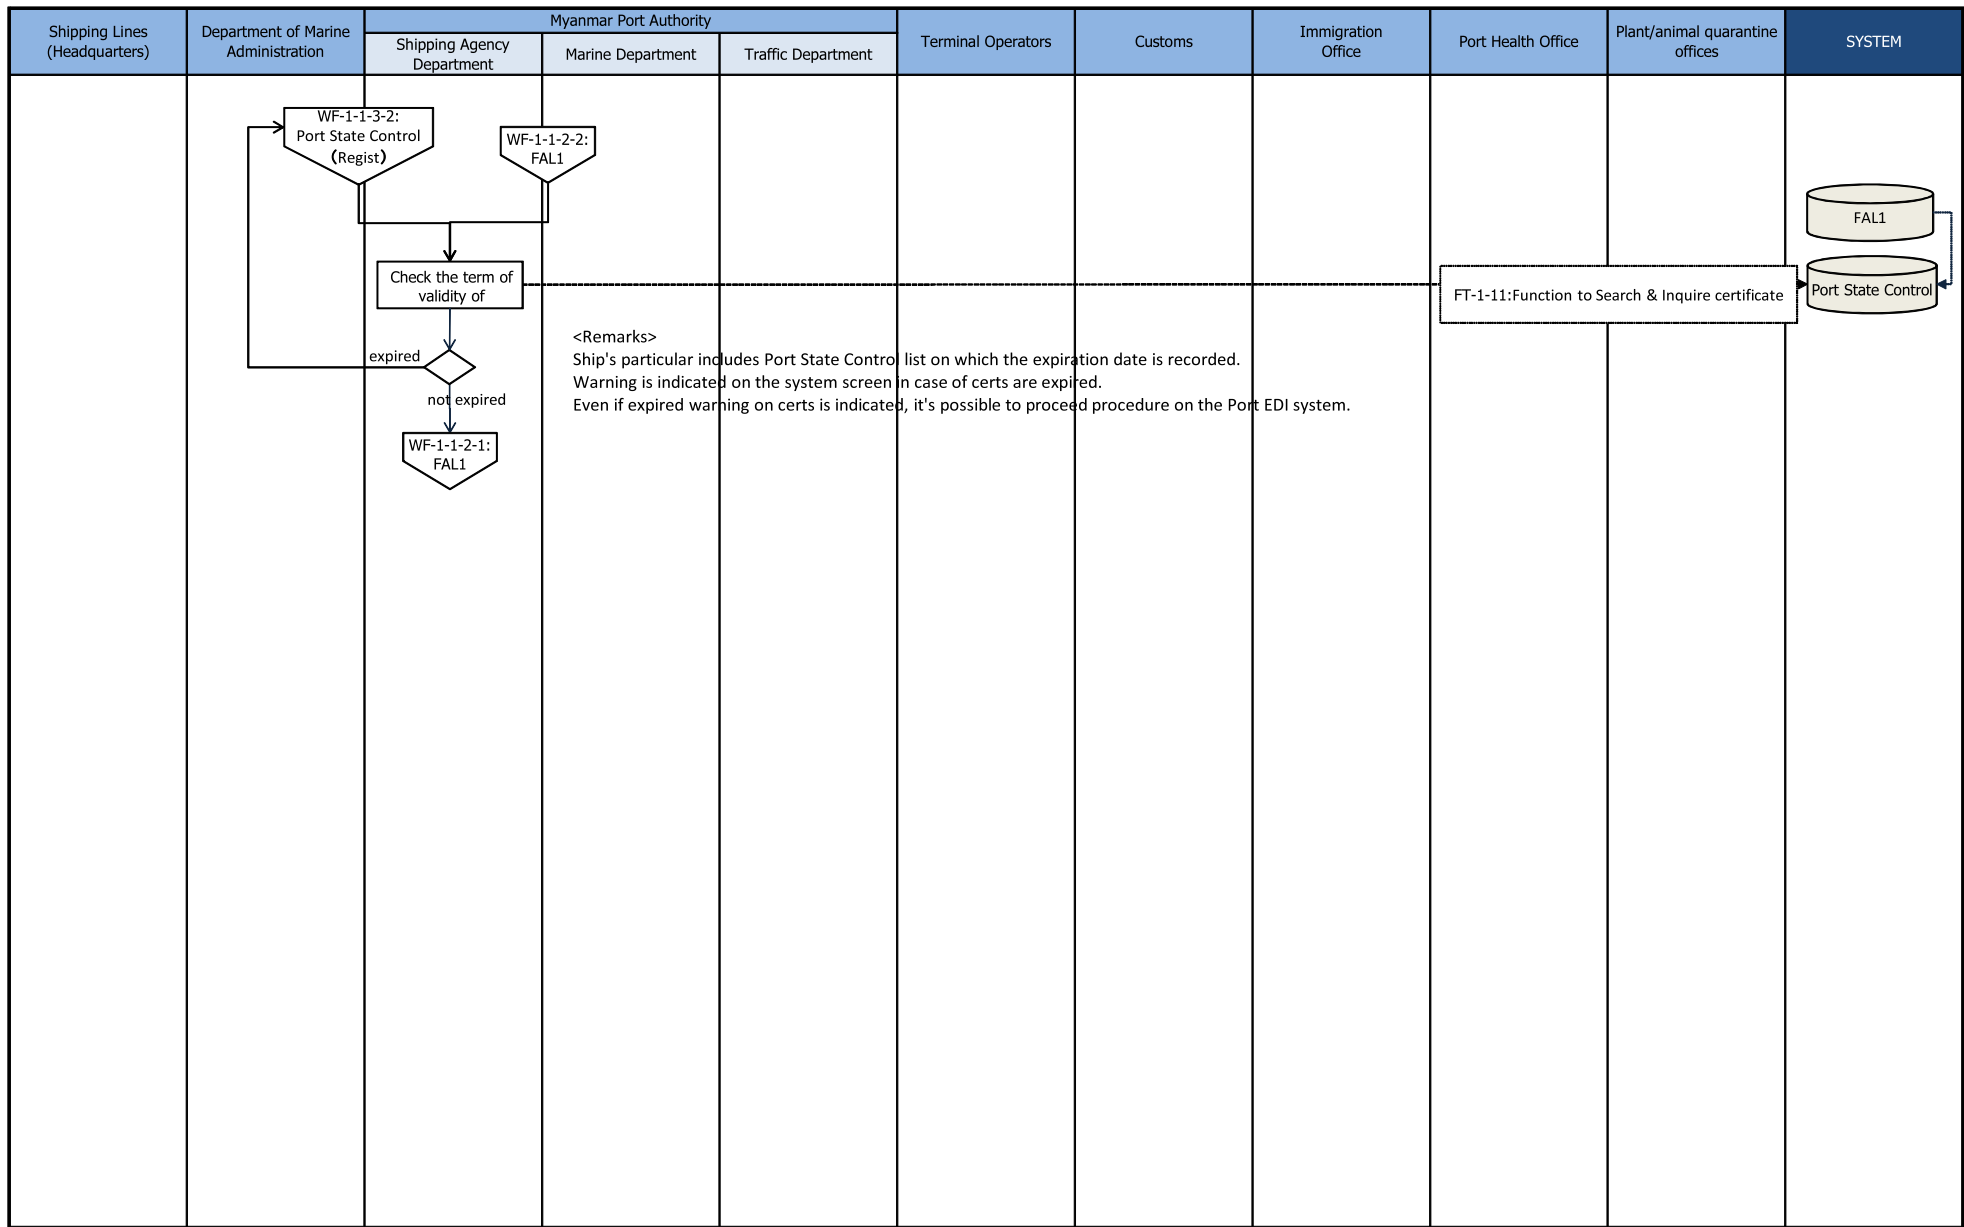 Shipping Lines
(Headquarters)
Department of Marine
Administration
Myanmar Port Authority
Shipping Agency
Department
Marine Department
Traffic Department
Terminal Operators
Customs
Immigration
Office
Port Health Office
Plant/animal quarantine
offices
SYSTEM
WF-1-1-3-2:
Port State Control
(Regist)
WF-1-1-2-2:
FAL1
FAL1
Check the term of
validity of
FT-1-11:Function to Search & Inquire certificate
Port State Control
expired
not expired
<Remarks>
Ship's particular includes Port State Control list on which the expiration date is recorded.
Warning is indicated on the system screen in case of certs are expired.
Even if expired warning on certs is indicated, it's possible to proceed procedure on the Port EDI system.
WF-1-1-2-1:
FAL1